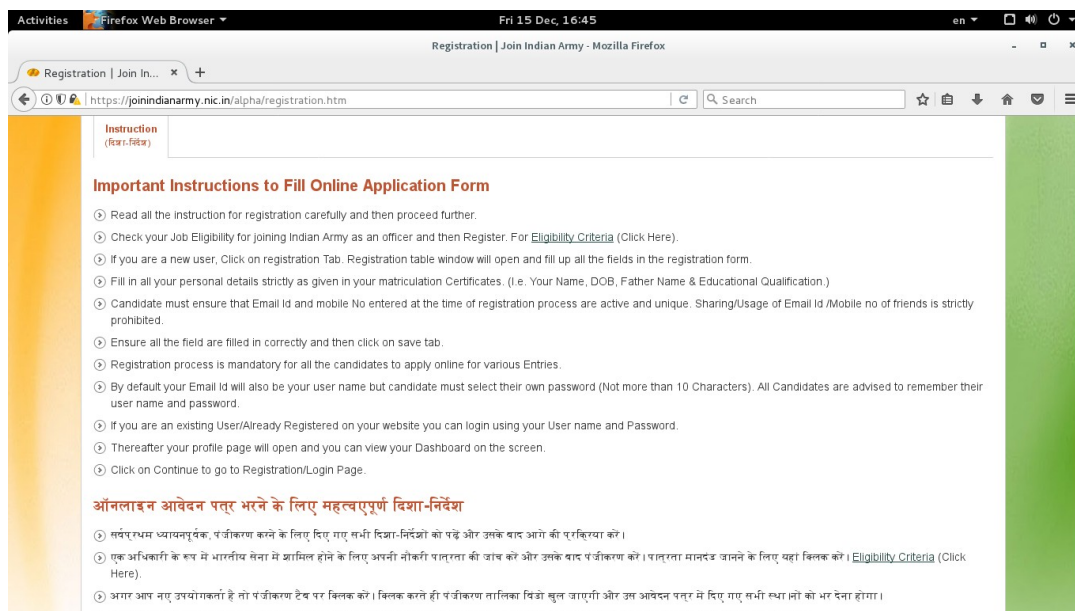 Activities Firefox Web Browser Fri 15 Dec, 16:45 en
Registration | Join Indian Army - Mozilla Firefox
Registration | Join In...
https://joinindianarmy.nic.in/alpha/registration.htm Search
Instruction
(दिशा-निर्देश)
Important Instructions to Fill Online Application Form
Read all the instruction for registration carefully and then proceed further.
Check your Job Eligibility for joining Indian Army as an officer and then Register. For Eligibility Criteria (Click Here).
If you are a new user, Click on registration Tab. Registration table window will open and fill up all the fields in the registration form.
Fill in all your personal details strictly as given in your matriculation Certificates. (I.e. Your Name, DOB, Father Name & Educational Qualification.)
Candidate must ensure that Email Id and mobile No entered at the time of registration process are active and unique. Sharing/Usage of Email Id /Mobile no of friends is strictly
prohibited.
Ensure all the field are filled in correctly and then click on save tab.
Registration process is mandatory for all the candidates to apply online for various Entries.
By default your Email Id will also be your user name but candidate must select their own password (Not more than 10 Characters). All Candidates are advised to remember their
user name and password.
If you are an existing User/Already Registered on your website you can login using your User name and Password.
Thereafter your profile page will open and you can view your Dashboard on the screen.
Click on Continue to go to Registration/Login Page.
ऑनलाइन आवेदन पत्र भरने के लिए महत्वएपूर्ण दिशा-निर्देश
सर्वप्रथम ध्यायनपूर्वक, पंजीकरण करने के लिए दिए गए सभी दिशा-निर्देशों को पढ़ें और उसके बाद आगे की प्रक्रिया करें।
एक अधिकारी के रूप में भारतीय सेना में शामिल होने के लिए अपनी नौकरी पात्रता की जांच करें और उसके बाद पंजीकरण करें। पात्रता मानदंड जानने के लिए यहां क्लिक करें। Eligibility Criteria (Click
Here).
अगर आप नए उपयोगकर्ता है तो पंजीकरण टैब पर क्लिक करें। क्लिक करते ही पंजीकरण तालिका विंडो खुल जाएगी और उस आवेदन पत्र में दिए गए सभी स्था।नों को भर देना होगा।